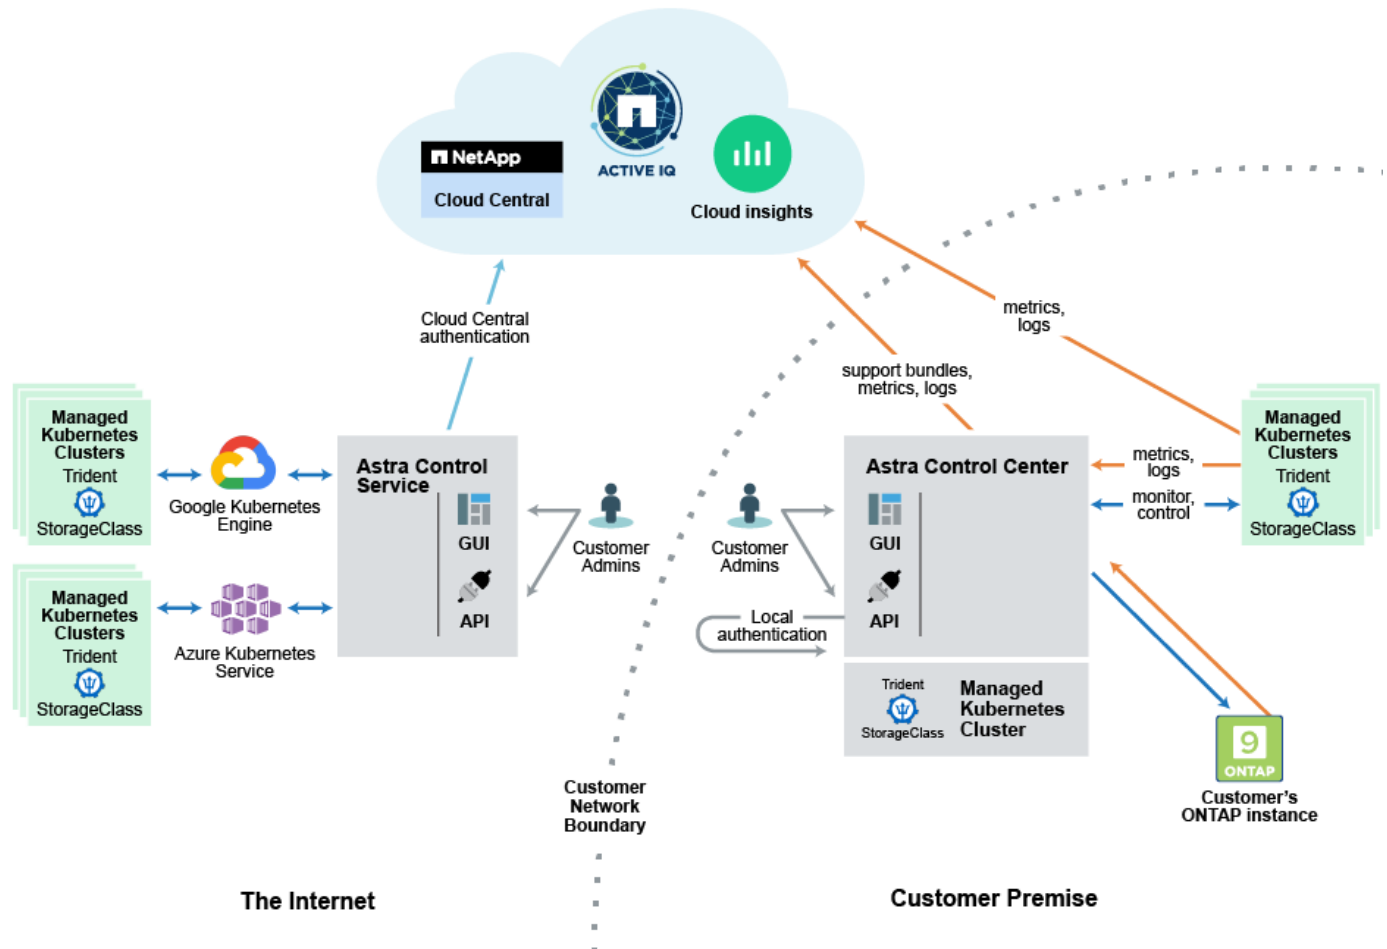 NetApp
Cloud Central
ACTIVE IQ
Cloud insights
Cloud Central
authentication
metrics,
logs
support bundles,
metrics, logs
Managed
Kubernetes
Clusters
Trident
StorageClass
Google Kubernetes
Engine
Managed
Kubernetes
Clusters
Trident
StorageClass
Azure Kubernetes
Service
Astra Control
Service
GUI
API
Customer
Admins
Customer
Admins
Local
authentication
Astra Control Center
GUI
API
Trident
StorageClass
Managed
Kubernetes
Cluster
metrics,
logs
monitor,
control
Managed
Kubernetes
Clusters
Trident
StorageClass
9
ONTAP
Customer's
ONTAP instance
Customer
Network
Boundary
The Internet
Customer Premise